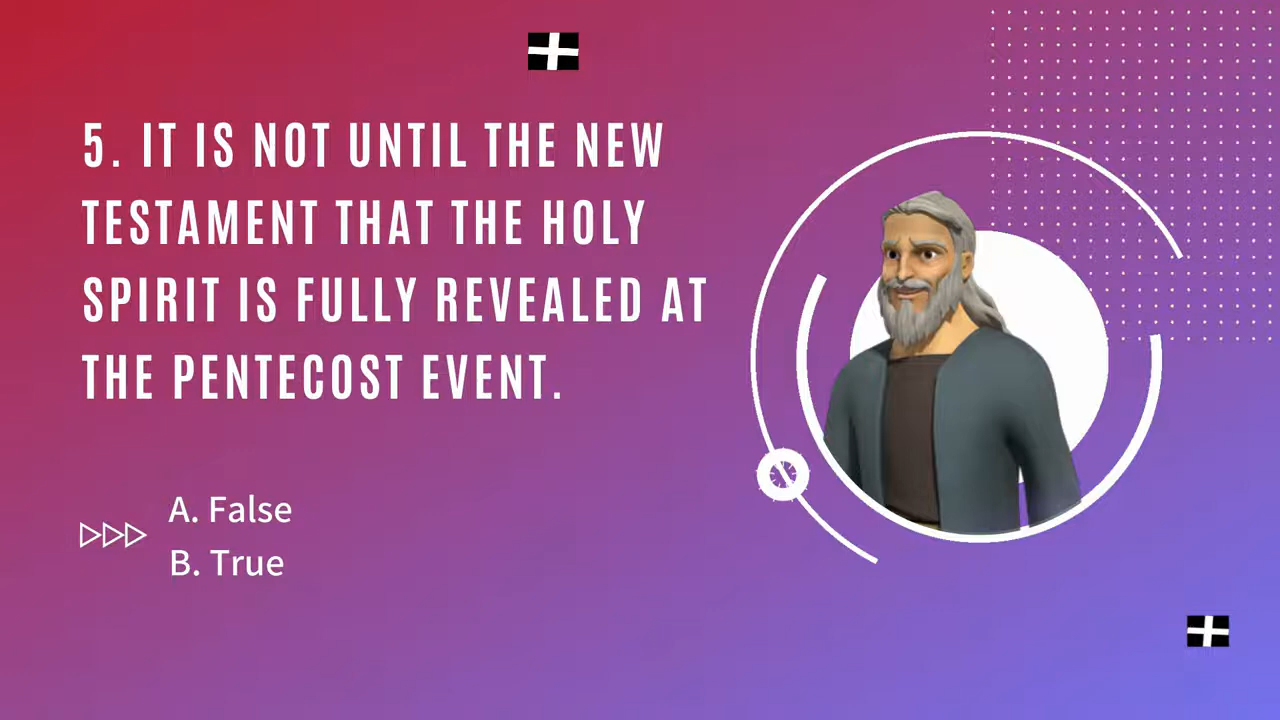 5. IT IS NOT UNTIL THE NEW
TESTAMENT THAT THE HOLY
SPIRIT IS FULLY REVEALED AT
THE PENTECOST EVENT.
A. False
B. True